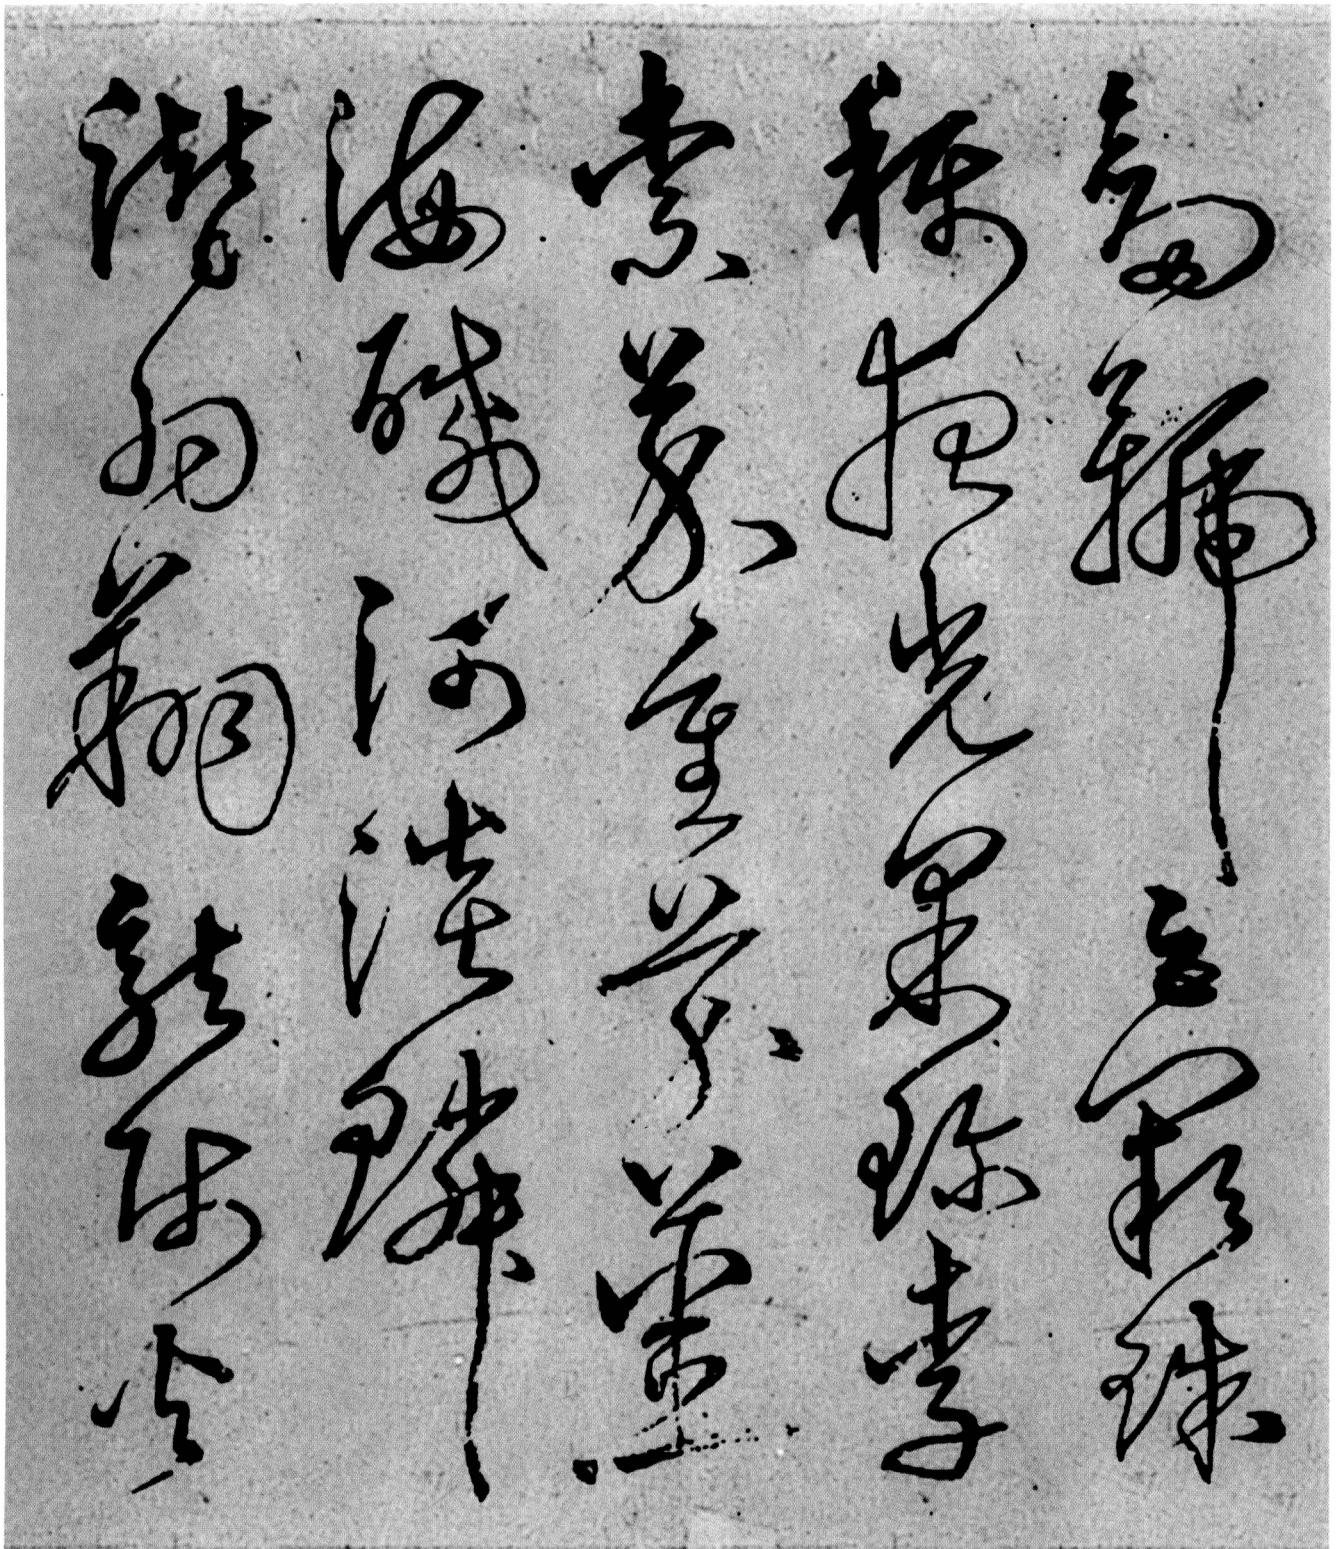 劍號巨闕珠
稱夜光果珍李
柰菜重芥薑
海鹹河淡鱗
潛羽翔龍師火